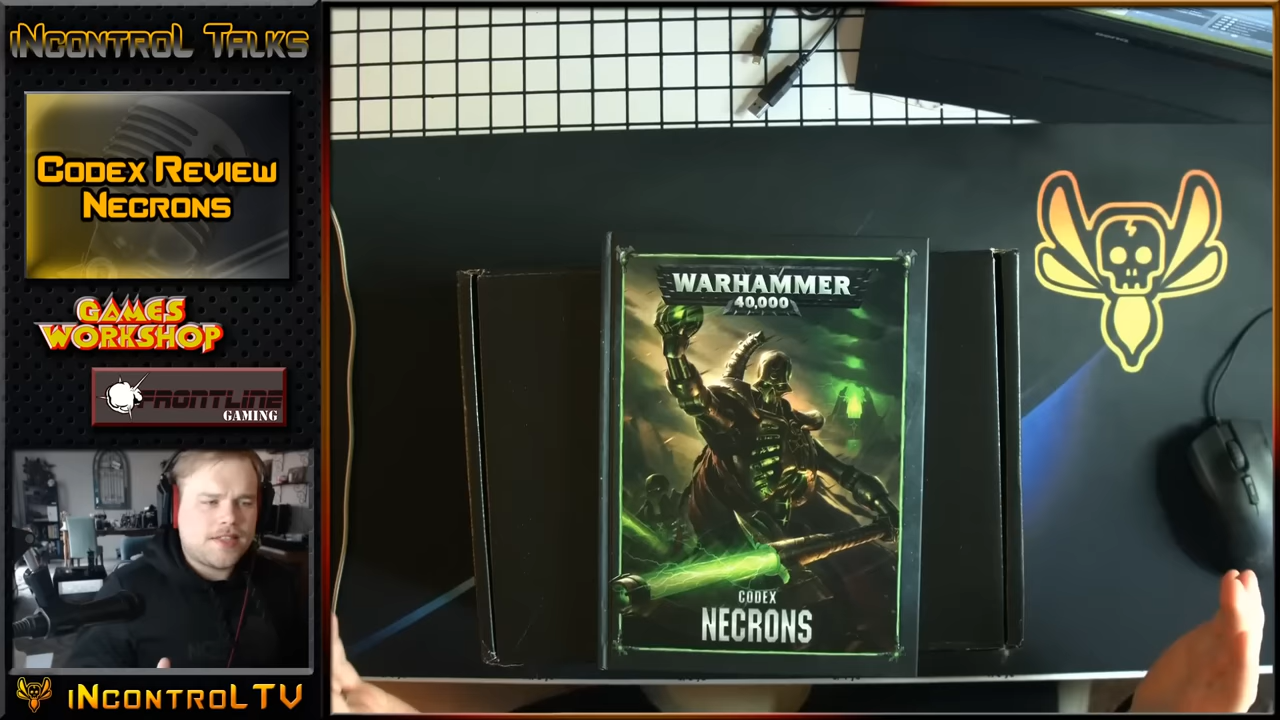 iNcontroL Talks
Codex Review
Necrons
GAMES
WORKSHOP
FRONTLINE
GAMING
iNcontroLTV
WARHAMMER
40,000
CODEX
NECRONS